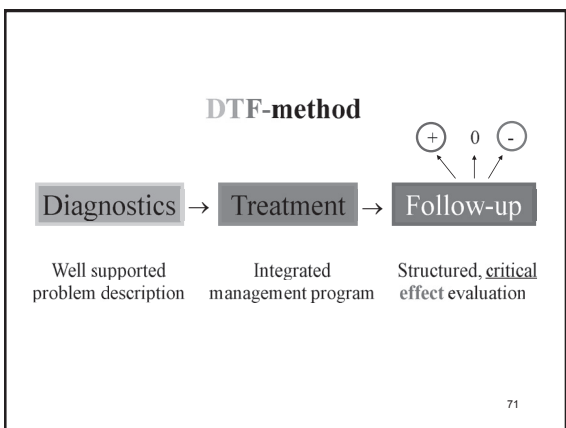 DTF-method
+ 0 -
Diagnostics → Treatment → Follow-up
Well supported problem description
Integrated management program
Structured, critical effect evaluation
71